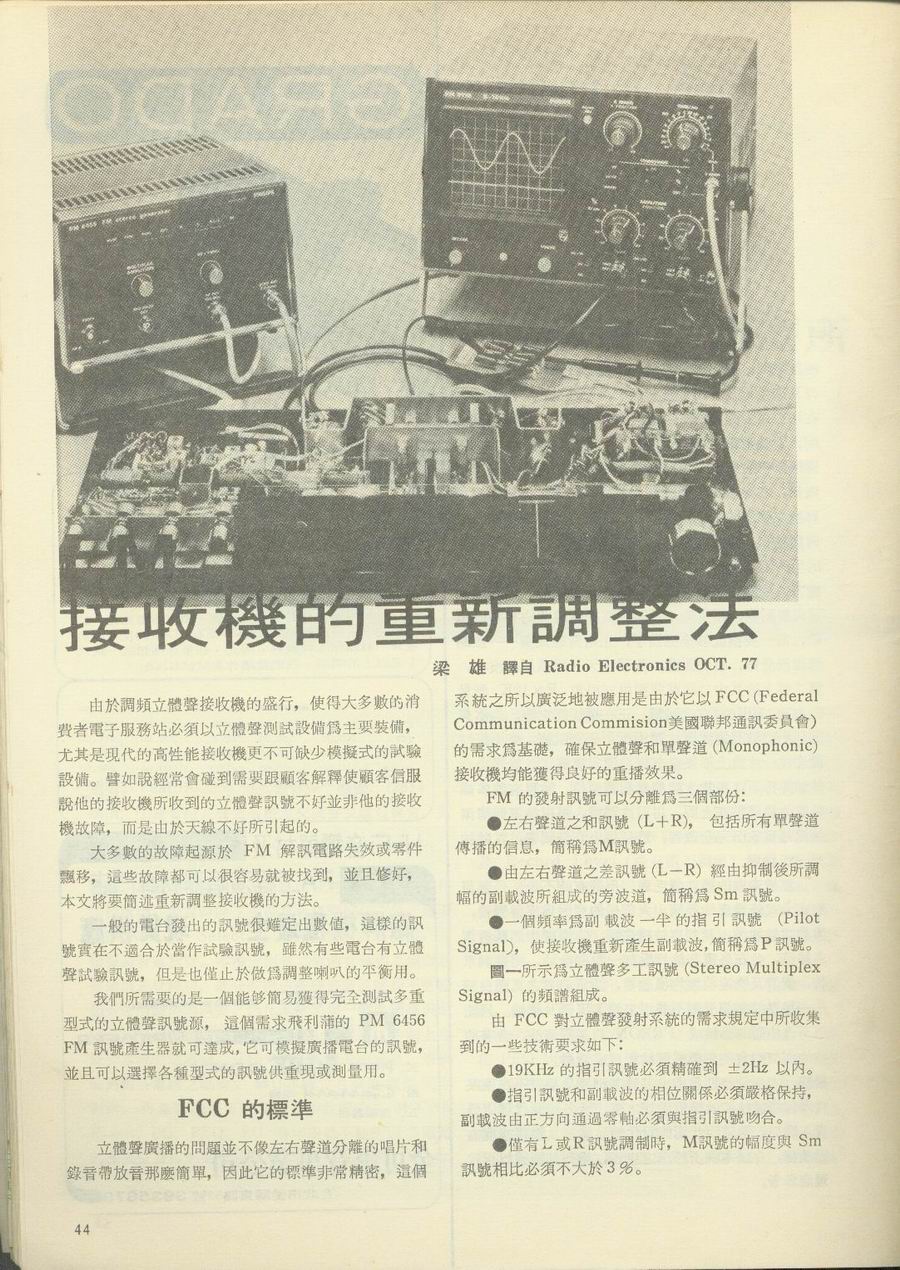 PM 6455 FM stereo generator
接收機的重新調整法
梁 雄 譯自 Radio Electronics OCT. 77
由於調頻立體聲接收機的盛行，使得大多數的消
費者電子服務站必須以立體聲測試設備爲主要裝備，
尤其是現代的高性能接收機更不可缺少模擬式的試驗
設備。譬如說經常會碰到需要跟顧客解釋使顧客信服
說他的接收機所收到的立體聲訊號不好並非他的接收
機故障，而是由於天線不好所引起的。
大多數的故障起源於 FM 解訊電路失效或零件
飄移，這些故障都可以很容易就被找到，並且修好，
本文將要簡述重新調整接收機的方法。
一般的電台發出的訊號很難定出數值，這樣的訊
號實在不適合於當作試驗訊號，雖然有些電台有立體
聲試驗訊號，但是也僅止於做爲調整喇叭的平衡用。
我們所需要的是一個能够簡易獲得完全測試多重
型式的立體聲訊號源，這個需求飛利蒲的 PM 6456
FM 訊號產生器就可達成，它可模擬廣播電台的訊號，
並且可以選擇各種型式的訊號供重現或測量用。
FCC 的標準
立體聲廣播的問題並不像左右聲道分離的唱片和
錄音帶放音那麽簡單，因此它的標準非常精密，這個
系統之所以廣泛地被應用是由於它以 FCC (Federal
Communication Commision美國聯邦通訊委員會)
的需求爲基礎，確保立體聲和單聲道 (Monophonic)
接收機均能獲得良好的重播效果。
FM 的發射訊號可以分離爲三個部份：
●左右聲道之和訊號 (L+R)， 包括所有單聲道
傳播的信息，簡稱爲M訊號。
●由左右聲道之差訊號 (L−R) 經由抑制後所調
幅的副載波所組成的旁波道，簡稱爲 Sm 訊號。
●一個頻率爲副載波一半的指引訊號 (Pilot
Signal)，使接收機重新產生副載波，簡稱爲P訊號。
圖一所示爲立體聲多工訊號 (Stereo Multiplex
Signal) 的頻譜組成。
由 FCC 對立體聲發射系統的需求規定中所收集
到的一些技術要求如下：
●19KHz 的指引訊號必須精確到 ±2Hz 以內。
●指引訊號和副載波的相位關係必須嚴格保持，
副載波由正方向通過零軸必須與指引訊號吻合。
●僅有L或R訊號調制時，M訊號的幅度與 Sm
訊號相比必須不大於 3 %。
44